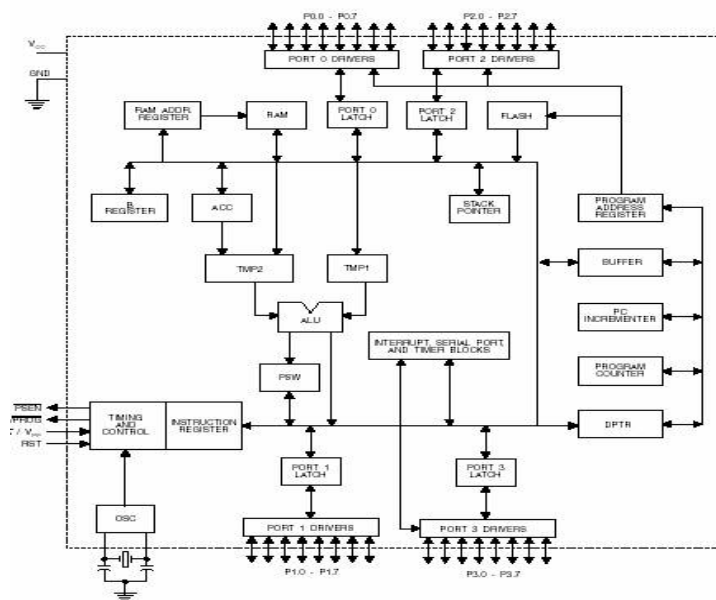 P0.0 - P0.7
P2.0 - P2.7
VCC
GND
PORT 0 DRIVERS
PORT 2 DRIVERS
RAM ADDR.
REGISTER
RAM
PORT 0
LATCH
PORT 2
LATCH
FLASH
B
REGISTER
ACC
STACK
POINTER
PROGRAM
ADDRESS
REGISTER
TMP2
TMP1
BUFFER
ALU
PC
INCREMENTER
INTERRUPT, SERIAL PORT,
AND TIMER BLOCKS
PSW
PROGRAM
COUNTER
PSEN
/PROG
/ VPP
RST
TIMING
AND
CONTROL
INSTRUCTION
REGISTER
DPTR
PORT 1
LATCH
PORT 3
LATCH
OSC
PORT 1 DRIVERS
PORT 3 DRIVERS
P1.0 - P1.7
P3.0 - P3.7